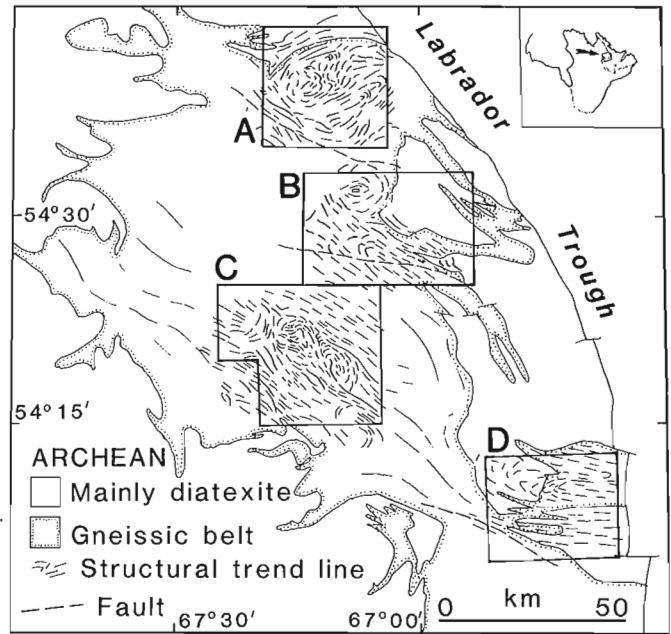 Labrador
A
B
-54°30'
Trough
C
54°15'
D
ARCHEAN
Mainly diatexite
Gneissic belt
Structural trend line
Fault
67°30' 67°00' 0 km 50